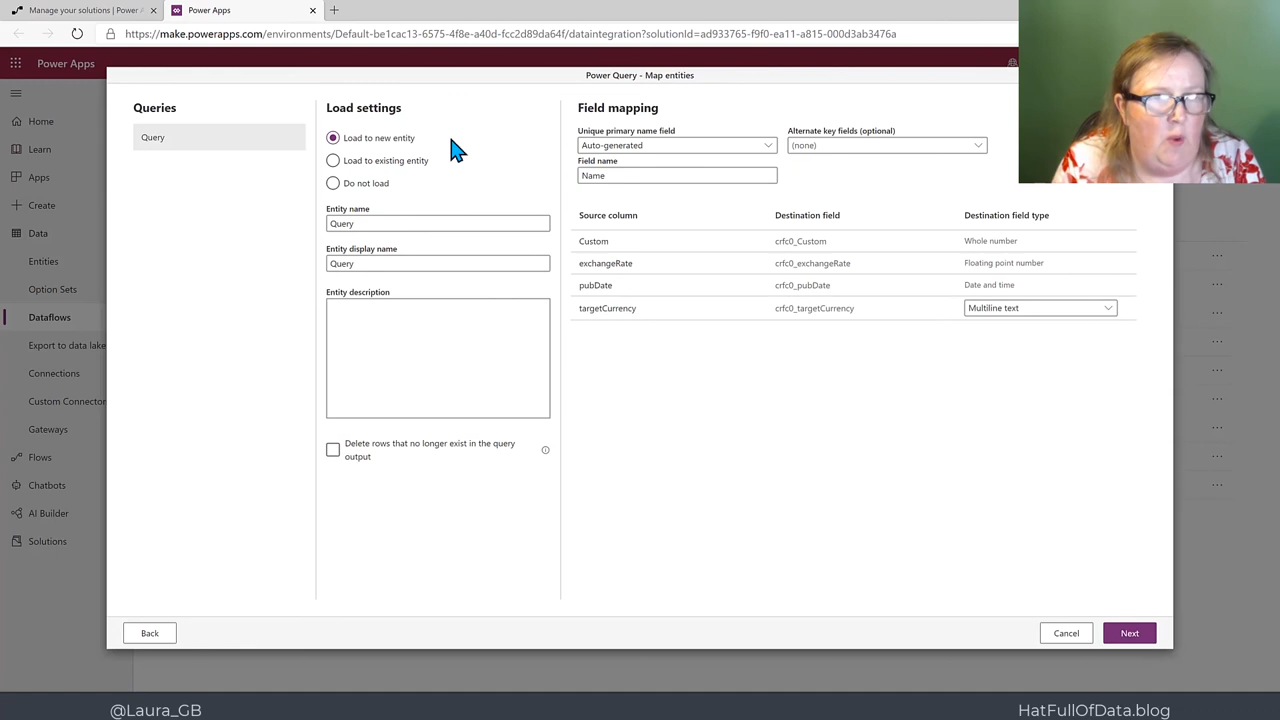 Manage your solutions | Power A
Power Apps
https://make.powerapps.com/environments/Default-be1cac13-6575-4f8e-a40d-fcc2d89da64f/dataintegration?solutionId=ad933765-f9f0-ea11-a815-000d3ab3476a
Power Apps
Power Query - Map entities
Home
Learn
Apps
Create
Data
Entities
Option Sets
Dataflows
Export to data lake
Connections
Custom Connector
Gateways
Flows
Chatbots
AI Builder
Solutions
Queries
Query
Load settings
Load to new entity
Load to existing entity
Do not load
Entity name
Query
Entity display name
Query
Entity description
Delete rows that no longer exist in the query
output
Field mapping
Unique primary name field
Alternate key fields (optional)
Auto-generated
(none)
Field name
Name
Source column Destination field Destination field type
Custom crfc0_Custom Whole number
exchangeRate crfc0_exchangeRate Floating point number
pubDate crfc0_pubDate Date and time
targetCurrency crfc0_targetCurrency Multiline text
Back
Cancel
Next
@Laura_GB
HatFullOfData.blog